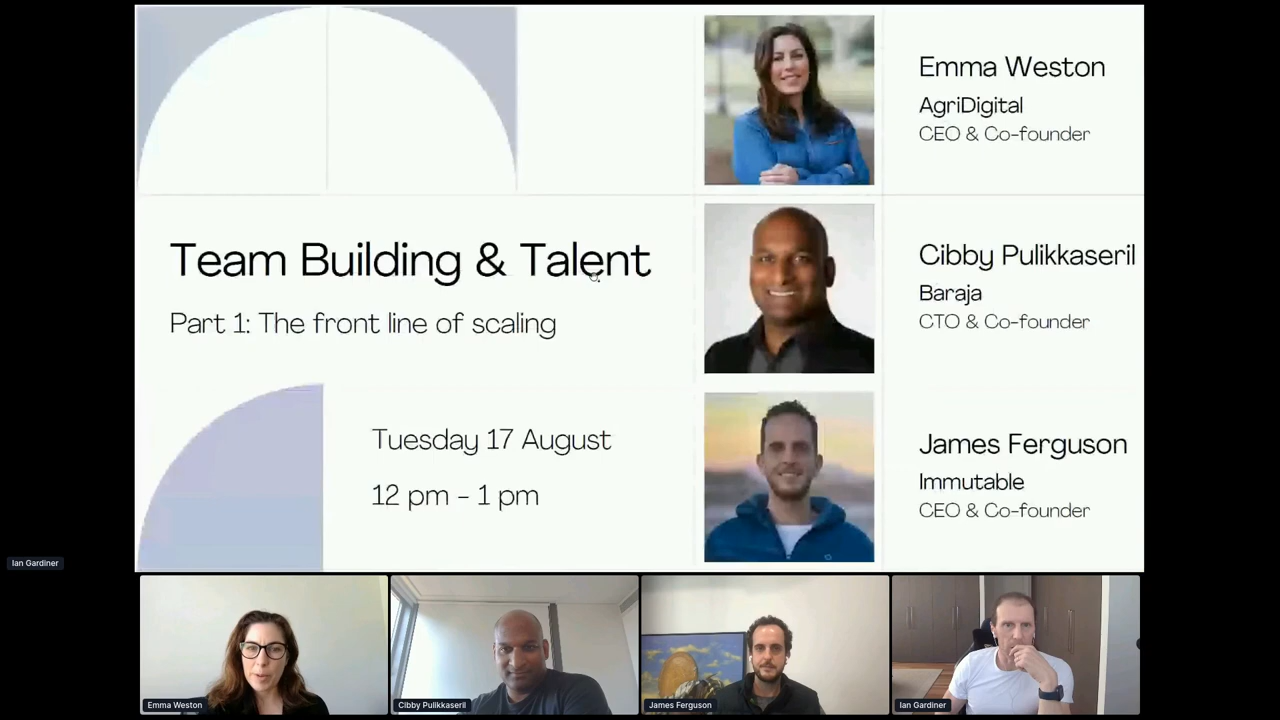 Emma Weston
AgriDigital
CEO & Co-founder
Team Building & Talent
Part 1: The front line of scaling
Cibby Pulikkaseril
Baraja
CTO & Co-founder
Tuesday 17 August
12 pm - 1 pm
James Ferguson
Immutable
CEO & Co-founder
Ian Gardiner
Emma Weston
Cibby Pulikkaseril
James Ferguson
Ian Gardiner